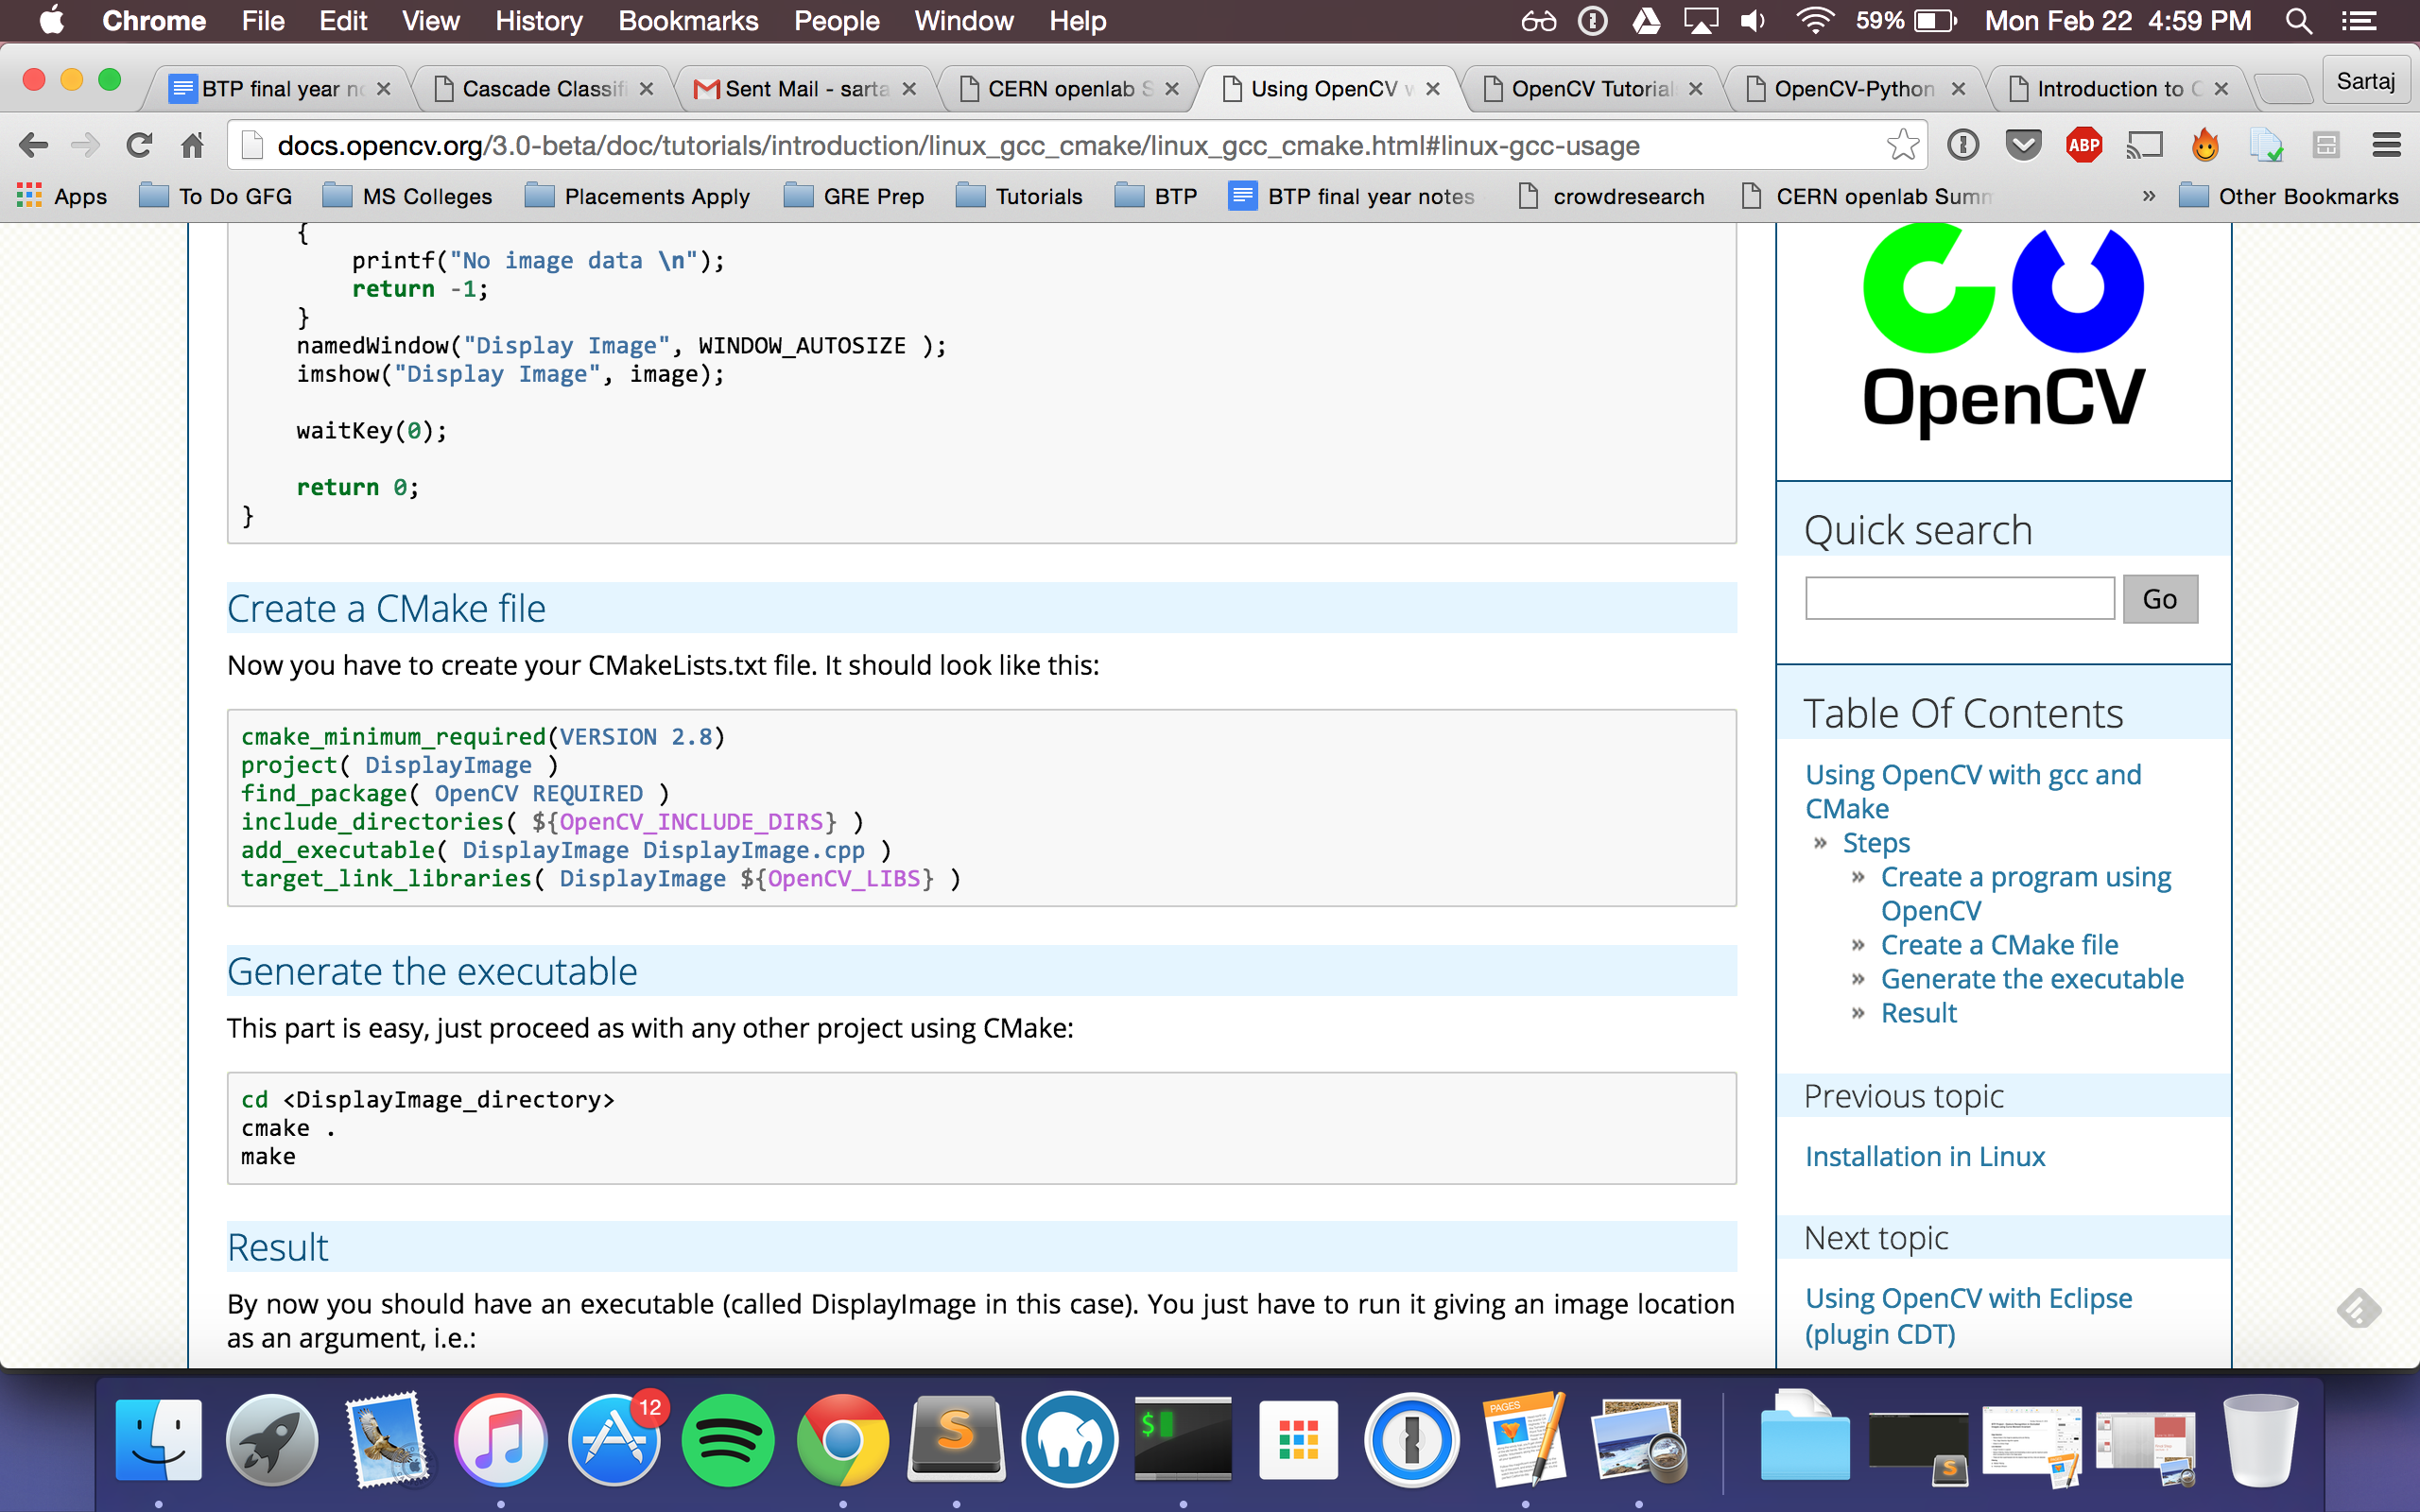 Chrome File Edit View History Bookmarks People Window Help 59% Mon Feb 22 4:59 PM
BTP final year n Cascade Classif Sent Mail - sarta CERN openlab S Using OpenCV w OpenCV Tutorial OpenCV-Python Introduction to C Sartaj
docs.opencv.org/3.0-beta/doc/tutorials/introduction/linux_gcc_cmake/linux_gcc_cmake.html#linux-gcc-usage
ABP
Apps To Do GFG MS Colleges Placements Apply GRE Prep Tutorials BTP BTP final year notes crowdresearch CERN openlab Summ » Other Bookmarks
{
printf("No image data \n");
return -1;
}
namedWindow("Display Image", WINDOW_AUTOSIZE );
imshow("Display Image", image);
waitKey(0);
return 0;
}
Create a CMake file
Now you have to create your CMakeLists.txt file. It should look like this:
cmake_minimum_required(VERSION 2.8)
project( DisplayImage )
find_package( OpenCV REQUIRED )
include_directories( ${OpenCV_INCLUDE_DIRS} )
add_executable( DisplayImage DisplayImage.cpp )
target_link_libraries( DisplayImage ${OpenCV_LIBS} )
Generate the executable
This part is easy, just proceed as with any other project using CMake:
cd <DisplayImage_directory>
cmake .
make
Result
By now you should have an executable (called DisplayImage in this case). You just have to run it giving an image location
as an argument, i.e.:
OpenCV
Quick search
Go
Table Of Contents
Using OpenCV with gcc and
CMake
» Steps
» Create a program using
OpenCV
» Create a CMake file
» Generate the executable
» Result
Previous topic
Installation in Linux
Next topic
Using OpenCV with Eclipse
(plugin CDT)
12
S
$
PAGES